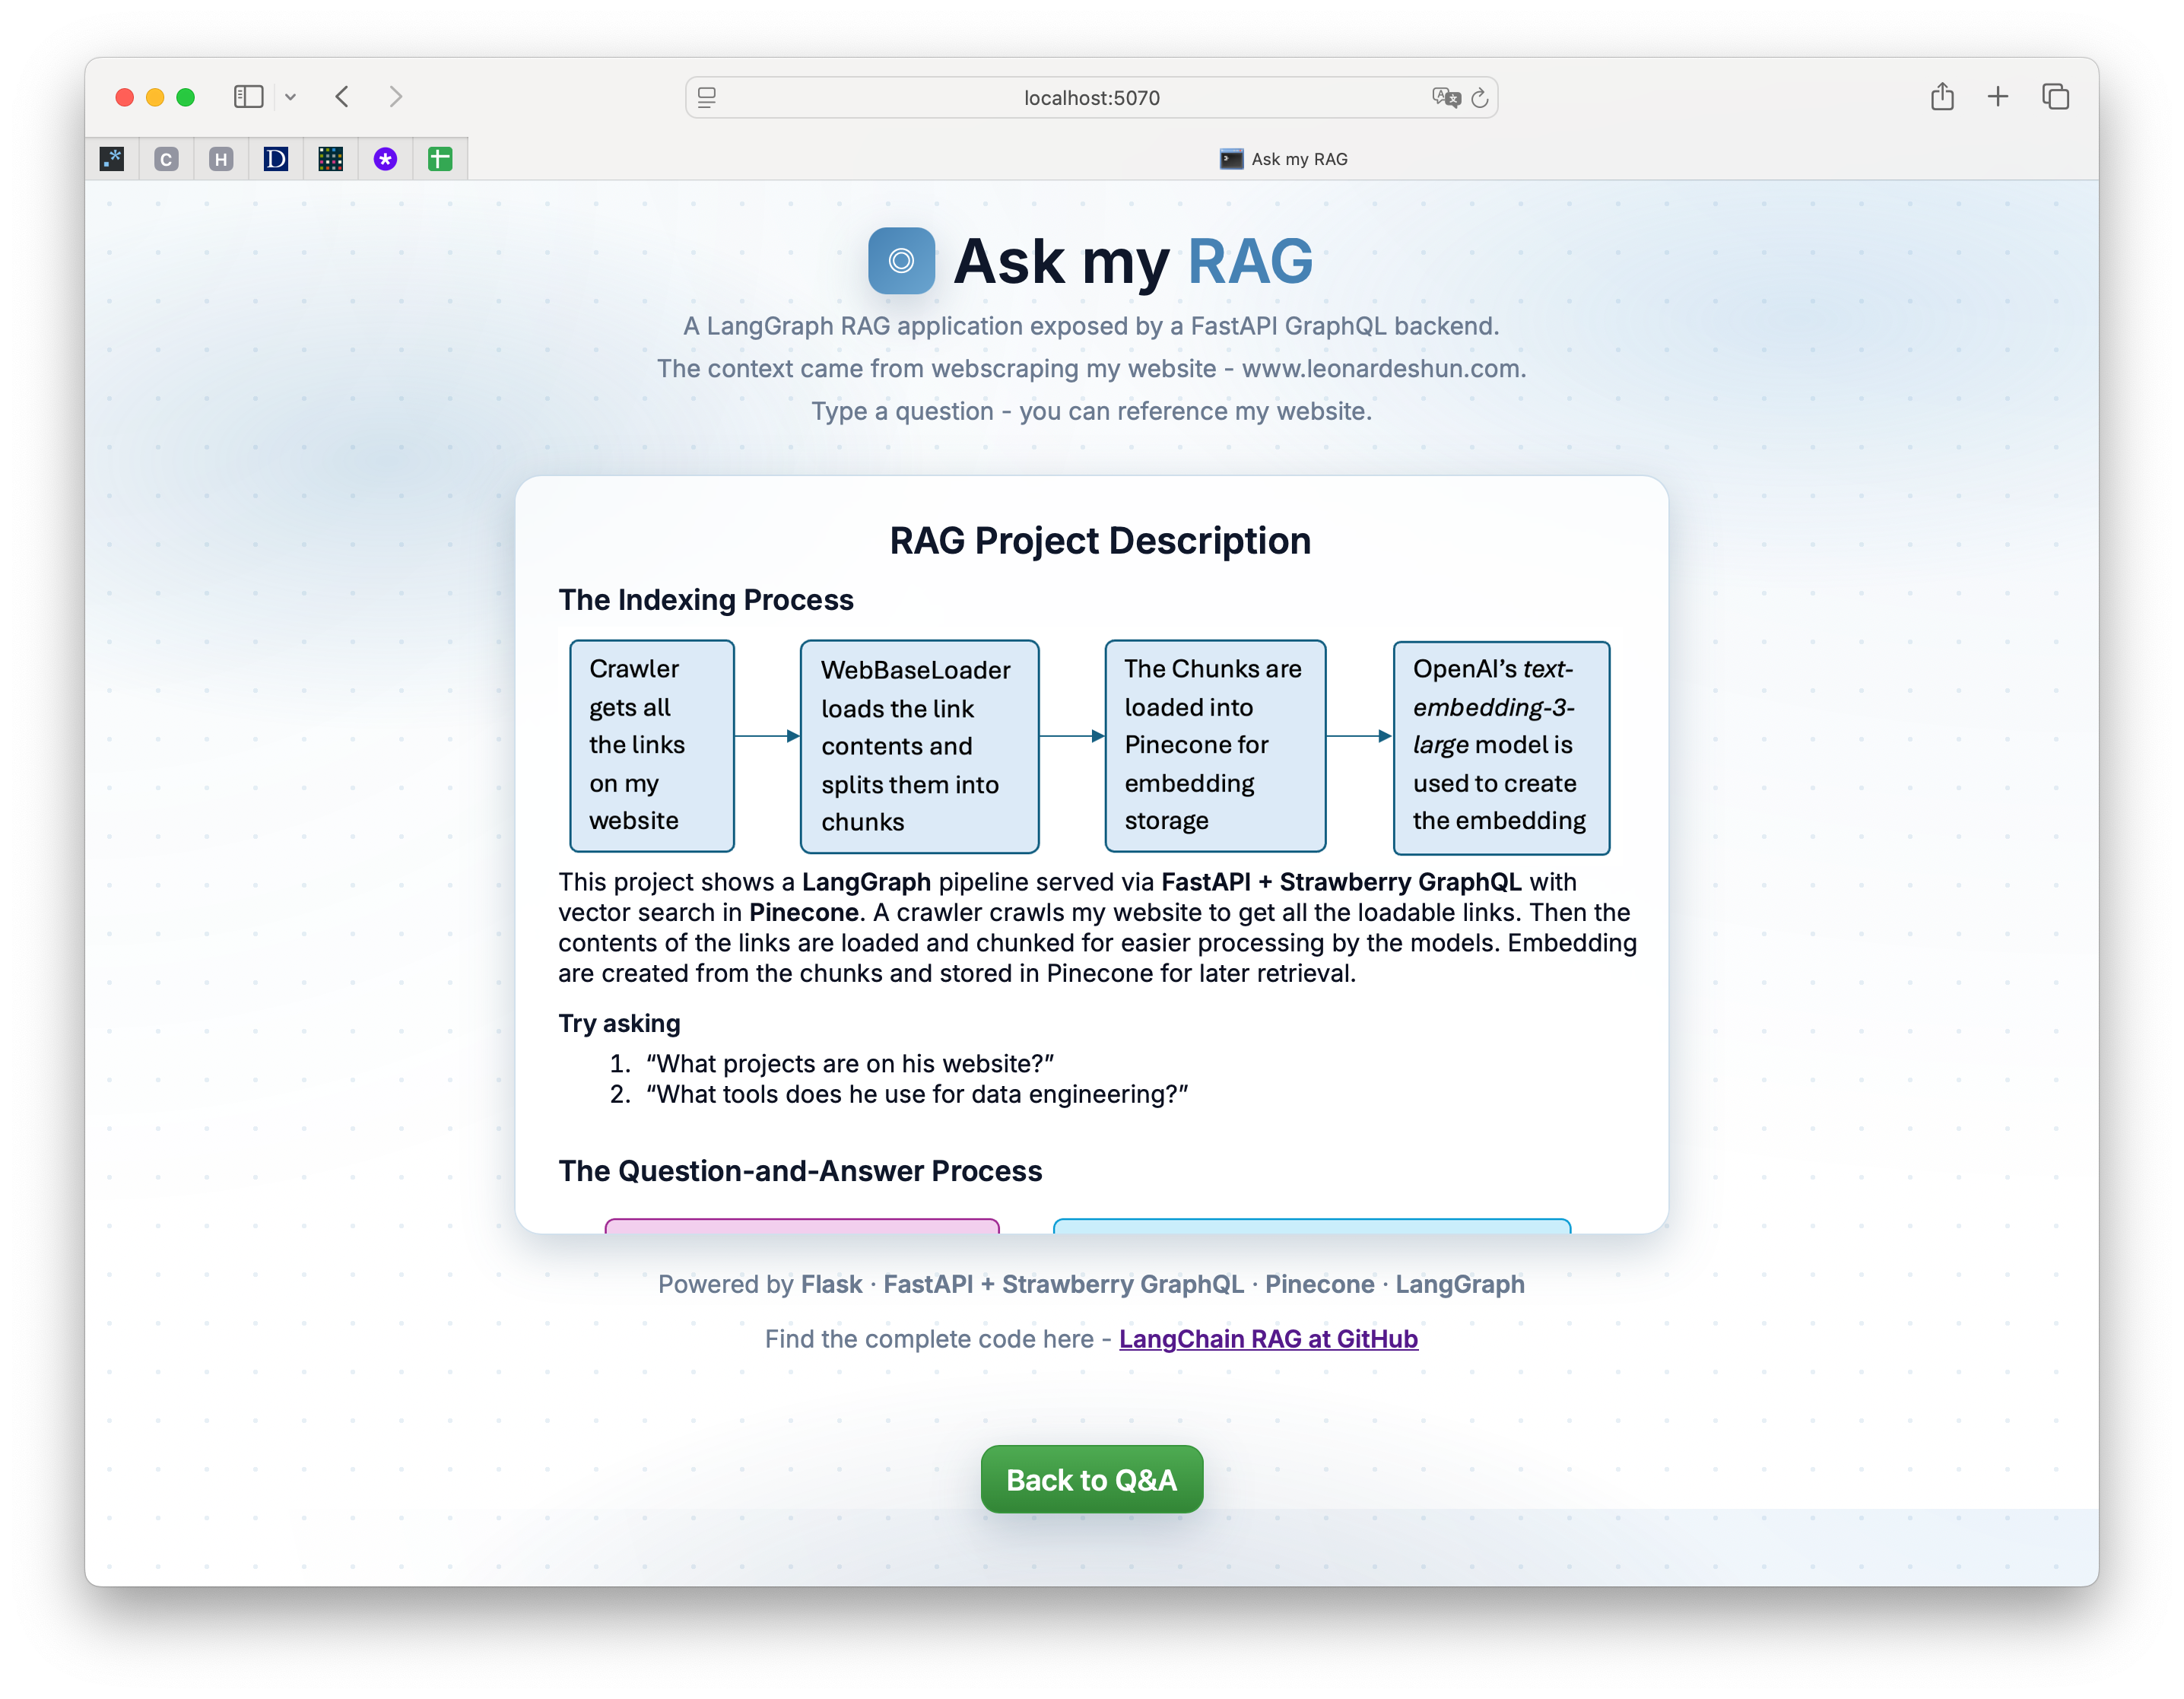 localhost:5070
C
H
D
Ask my RAG
Ask my RAG
A LangGraph RAG application exposed by a FastAPI GraphQL backend.
The context came from webscraping my website - www.leonardeshun.com.
Type a question - you can reference my website.
RAG Project Description
The Indexing Process
Crawler
gets all
the links
on my
website
WebBaseLoader
loads the link
contents and
splits them into
chunks
The Chunks are
loaded into
Pinecone for
embedding
storage
OpenAI’s text-
embedding-3-
large model is
used to create
the embedding
This project shows a LangGraph pipeline served via FastAPI + Strawberry GraphQL with
vector search in Pinecone. A crawler crawls my website to get all the loadable links. Then the
contents of the links are loaded and chunked for easier processing by the models. Embedding
are created from the chunks and stored in Pinecone for later retrieval.
Try asking
1. “What projects are on his website?”
2. “What tools does he use for data engineering?”
The Question-and-Answer Process
Powered by Flask · FastAPI + Strawberry GraphQL · Pinecone · LangGraph
Find the complete code here - LangChain RAG at GitHub
Back to Q&A